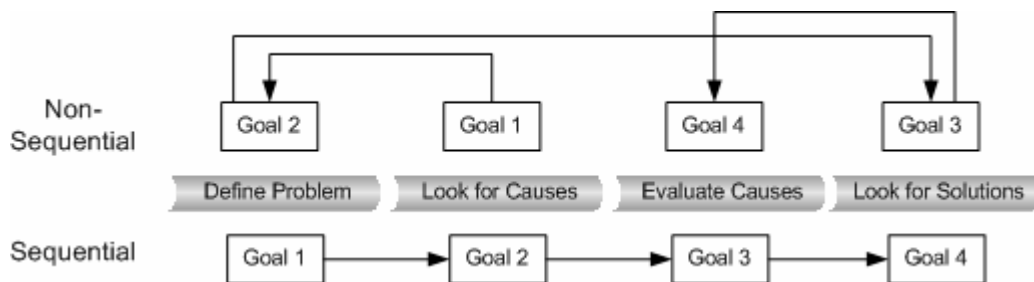 Non-
Sequential
Goal 2
Goal 1
Goal 4
Goal 3
Define Problem
Look for Causes
Evaluate Causes
Look for Solutions
Sequential
Goal 1
Goal 2
Goal 3
Goal 4